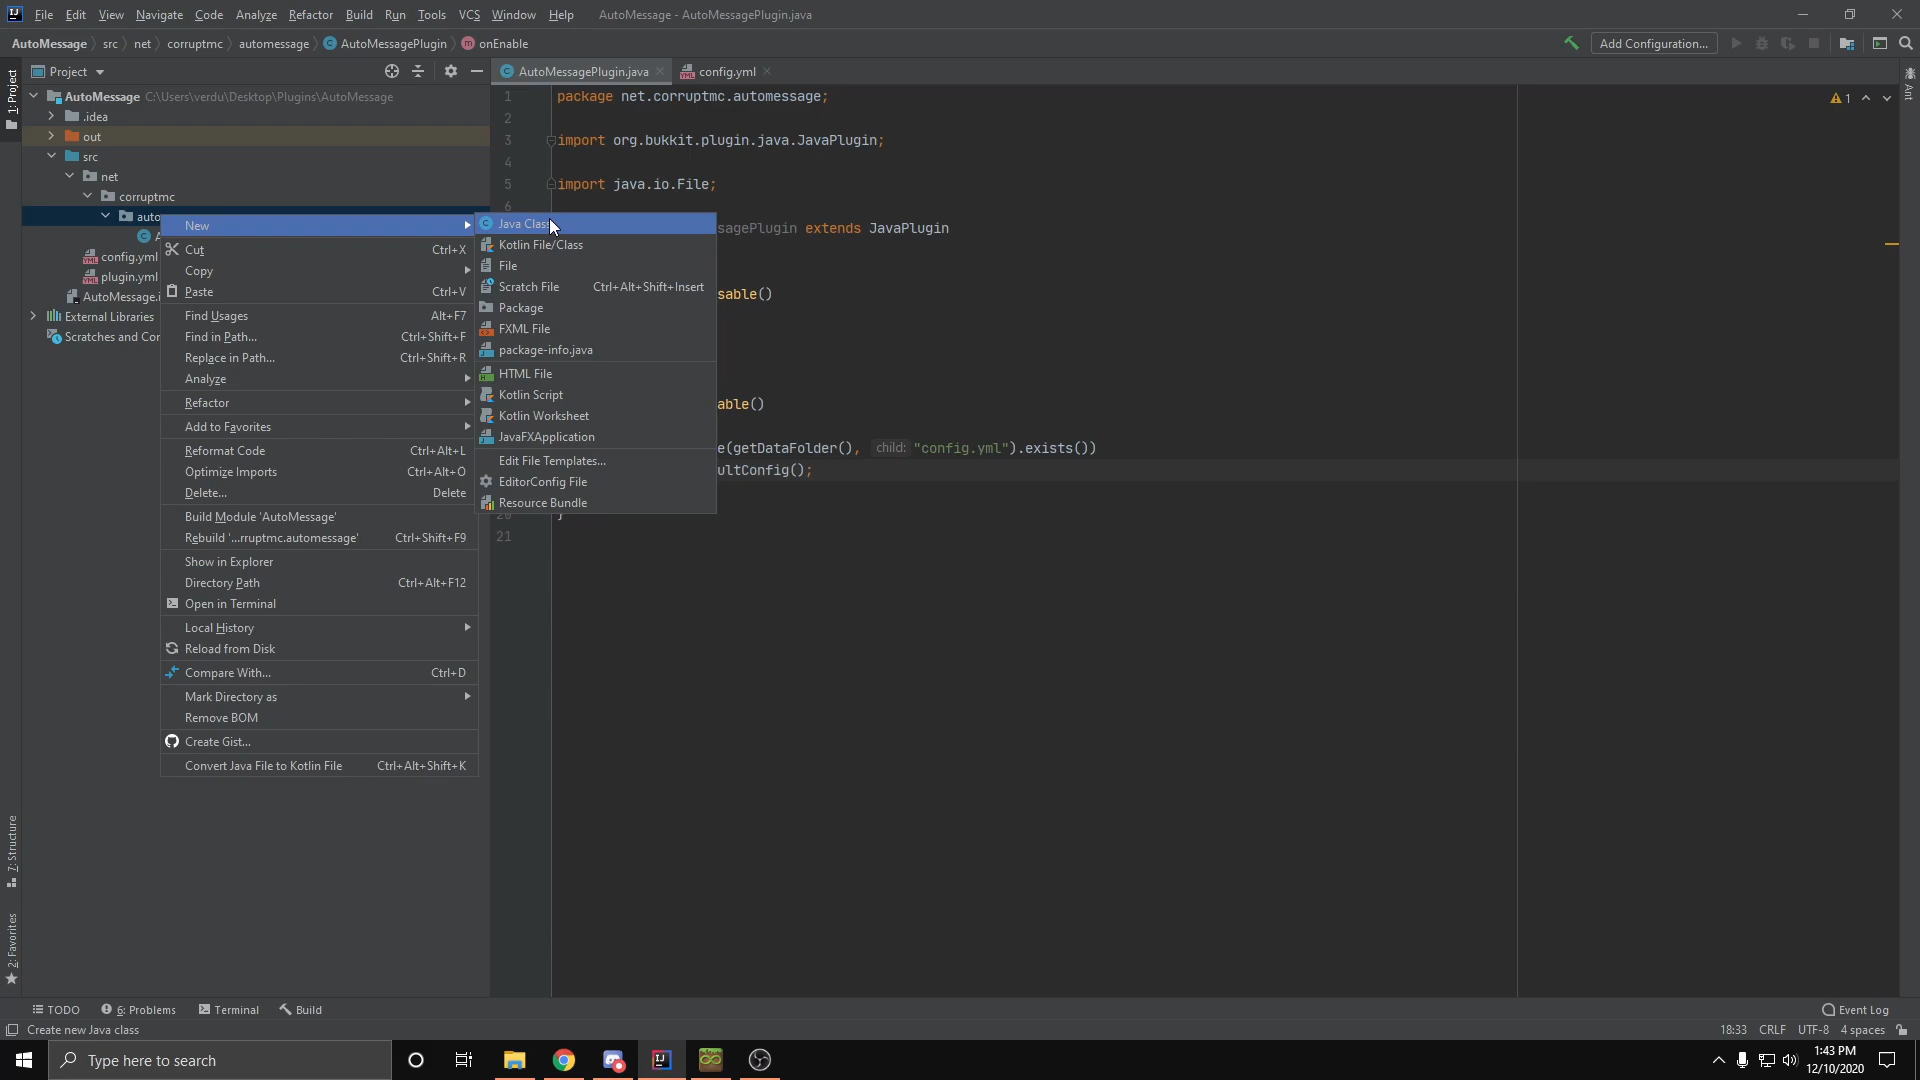 File Edit View Navigate Code Analyze Refactor Build Run Tools VCS Window Help AutoMessage - AutoMessagePlugin.java
AutoMessage src net corruptmc automessage AutoMessagePlugin onEnable Add Configuration...
Project
AutoMessagePlugin.java config.yml
AutoMessage C:\Users\verdu\Desktop\Plugins\AutoMessage
.idea
out
src
net
corruptmc
auto
config.yml
plugin.yml
AutoMessage.i
External Libraries
Scratches and Cor
New
Cut Ctrl+X
Copy
Paste Ctrl+V
Find Usages Alt+F7
Find in Path... Ctrl+Shift+F
Replace in Path... Ctrl+Shift+R
Analyze
Refactor
Add to Favorites
Reformat Code Ctrl+Alt+L
Optimize Imports Ctrl+Alt+O
Delete... Delete
Build Module 'AutoMessage'
Rebuild '...rruptmc.automessage' Ctrl+Shift+F9
Show in Explorer
Directory Path Ctrl+Alt+F12
Open in Terminal
Local History
Reload from Disk
Compare With... Ctrl+D
Mark Directory as
Remove BOM
Create Gist...
Convert Java File to Kotlin File Ctrl+Alt+Shift+K
Java Class
Kotlin File/Class
File
Scratch File Ctrl+Alt+Shift+Insert
Package
FXML File
package-info.java
HTML File
Kotlin Script
Kotlin Worksheet
JavaFXApplication
Edit File Templates...
EditorConfig File
Resource Bundle
1 package net.corruptmc.automessage;
2
3 import org.bukkit.plugin.java.JavaPlugin;
4
5 import java.io.File;
6
sagePlugin extends JavaPlugin
sable()
able()
e(getDataFolder(), child: "config.yml").exists())
ultConfig();
20 }
21
1
1: Project
7: Structure
2: Favorites
Ant
TODO 6: Problems Terminal Build Event Log
Create new Java class 18:33 CRLF UTF-8 4 spaces
Type here to search
1:43 PM
12/10/2020